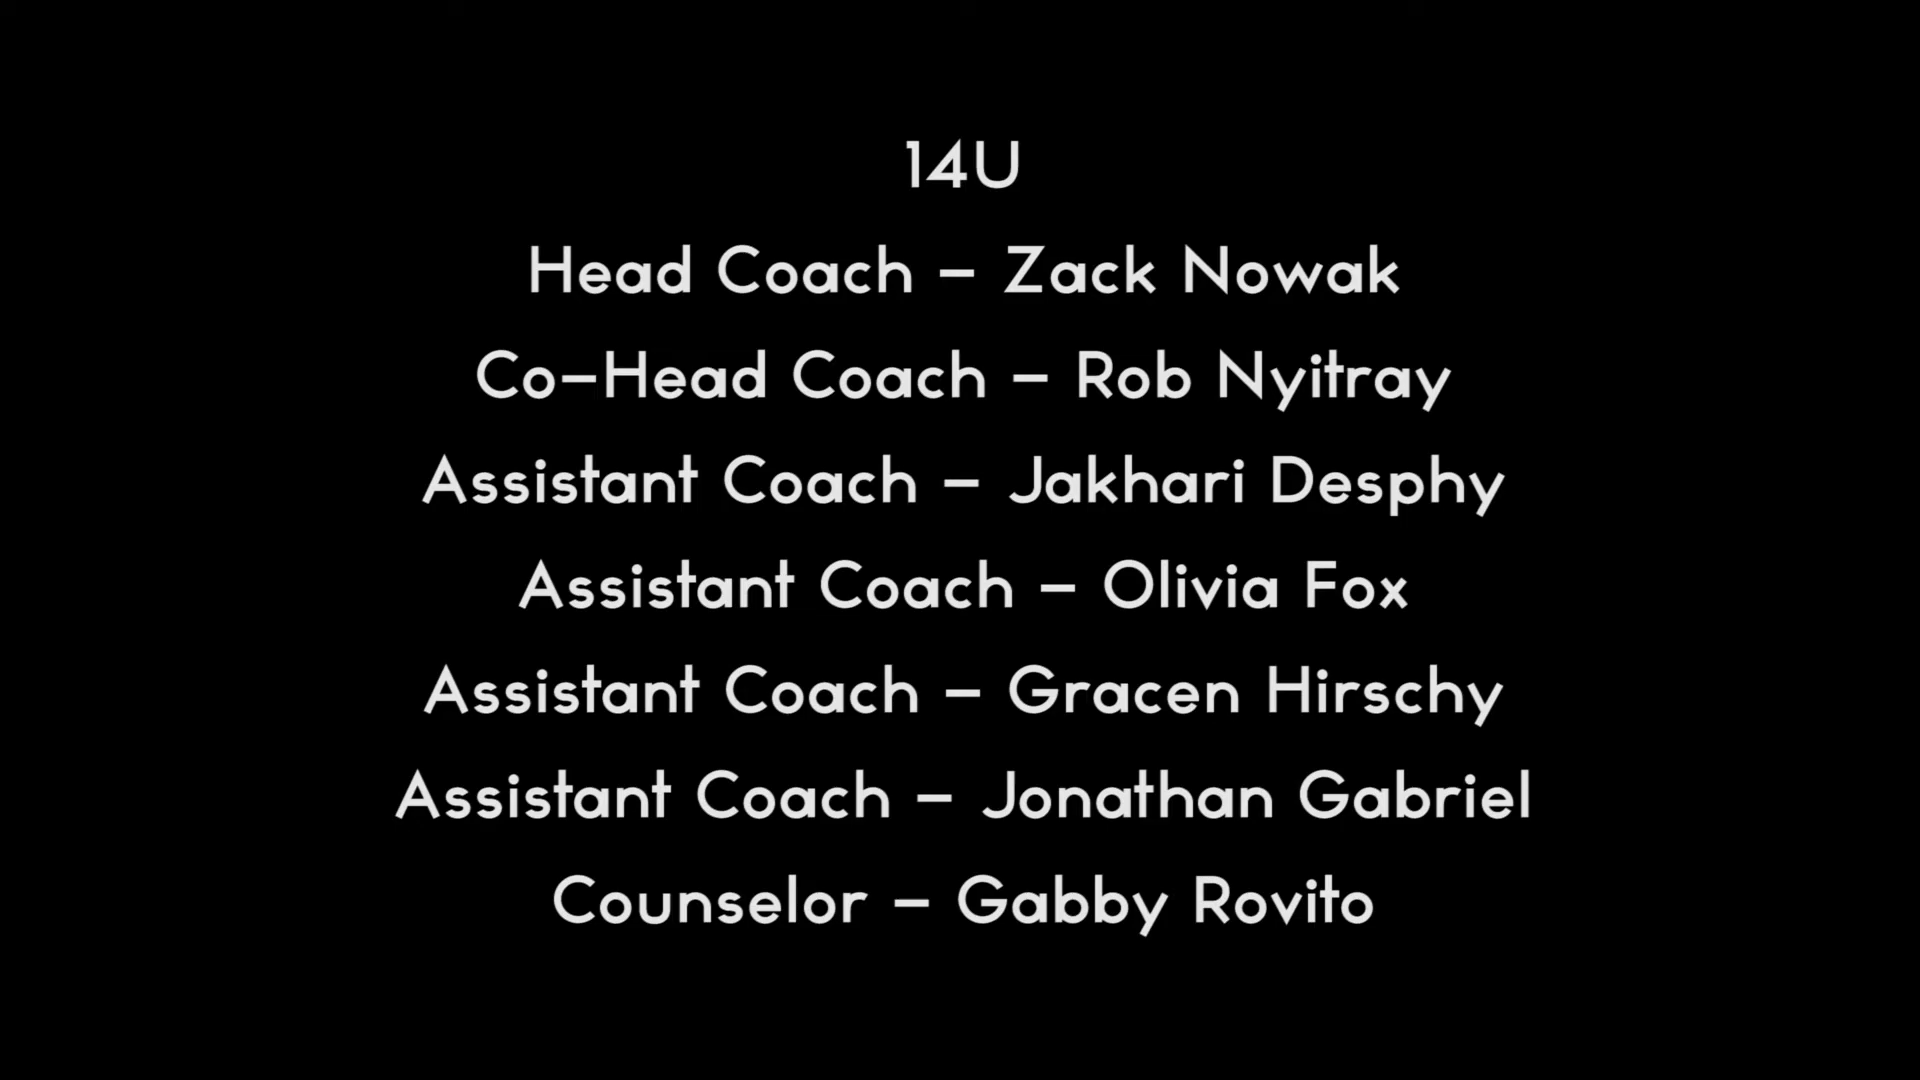 14U
Head Coach – Zack Nowak
Co-Head Coach – Rob Nyitray
Assistant Coach – Jakhari Desphy
Assistant Coach – Olivia Fox
Assistant Coach – Gracen Hirschy
Assistant Coach – Jonathan Gabriel
Counselor – Gabby Rovito